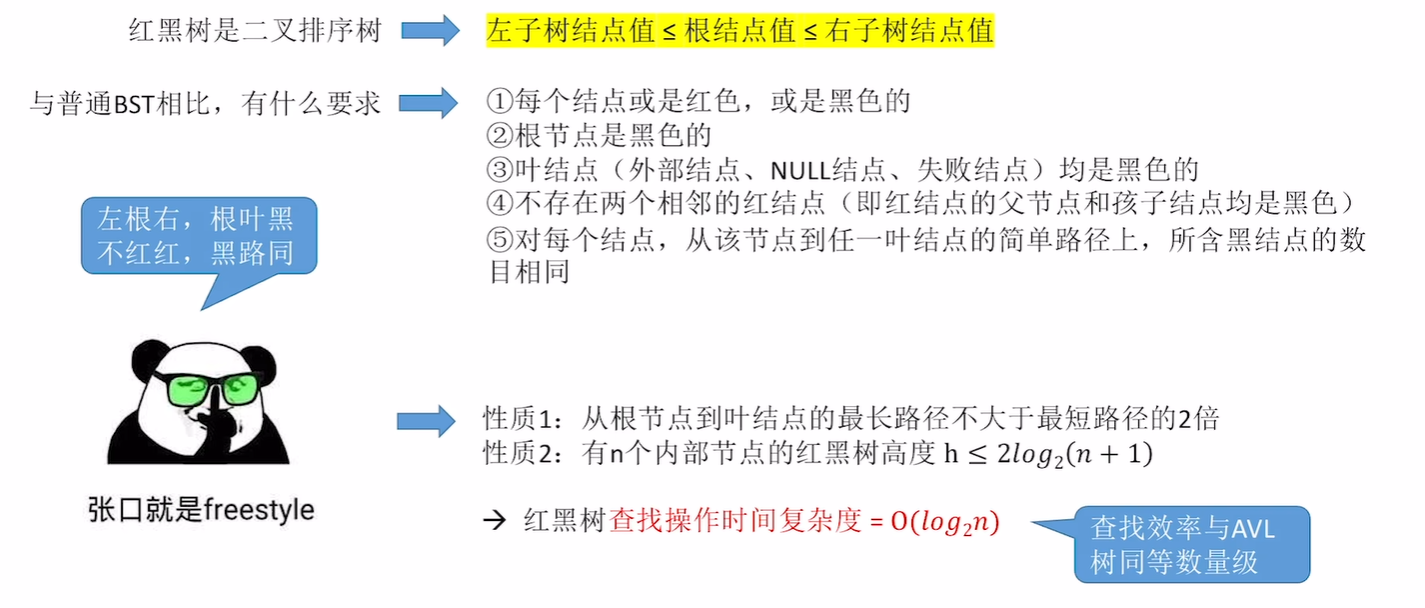 红黑树是二叉排序树
左子树结点值 ≤ 根结点值 ≤ 右子树结点值
与普通BST相比，有什么要求
①每个结点或是红色，或是黑色的
②根节点是黑色的
③叶结点（外部结点、NULL结点、失败结点）均是黑色的
④不存在两个相邻的红结点（即红结点的父节点和孩子结点均是黑色）
⑤对每个结点，从该节点到任一叶结点的简单路径上，所含黑结点的数
目相同
左根右，根叶黑
不红红，黑路同
张口就是freestyle
性质1：从根节点到叶结点的最长路径不大于最短路径的2倍
性质2：有n个内部节点的红黑树高度 h ≤ 2log₂(n + 1)
→ 红黑树查找操作时间复杂度 = O(log₂n)
查找效率与AVL
树同等数量级